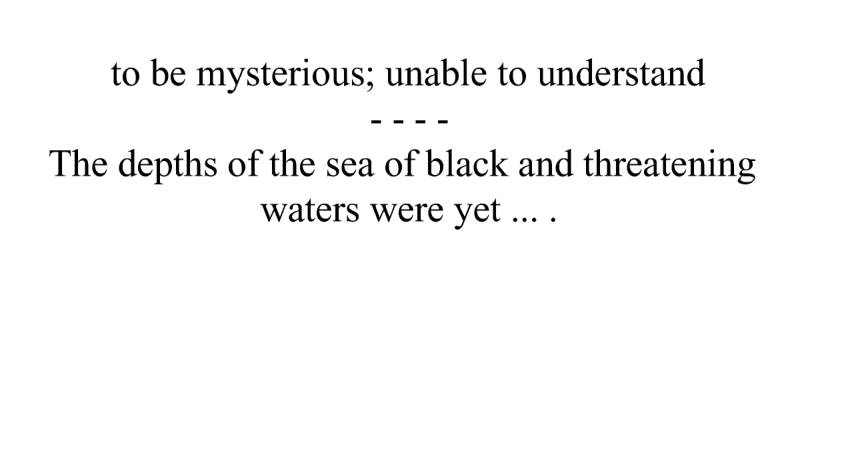 to be mysterious; unable to understand
- - - -
The depths of the sea of black and threatening
waters were yet ... .